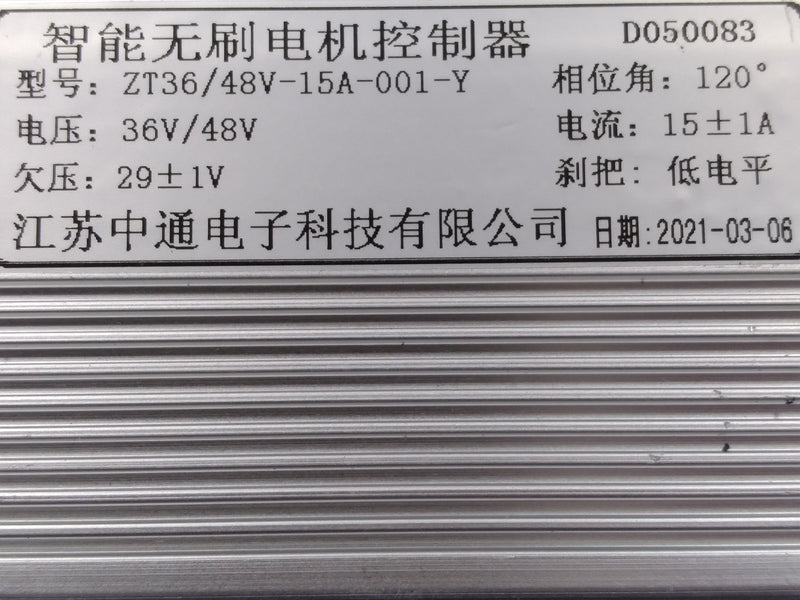 智能无刷电机控制器 D050083
型号: ZT36/48V-15A-001-Y 相位角: 120°
电压: 36V/48V 电流: 15±1A
欠压: 29±1V 刹把: 低电平
江苏中通电子科技有限公司 日期:2021-03-06